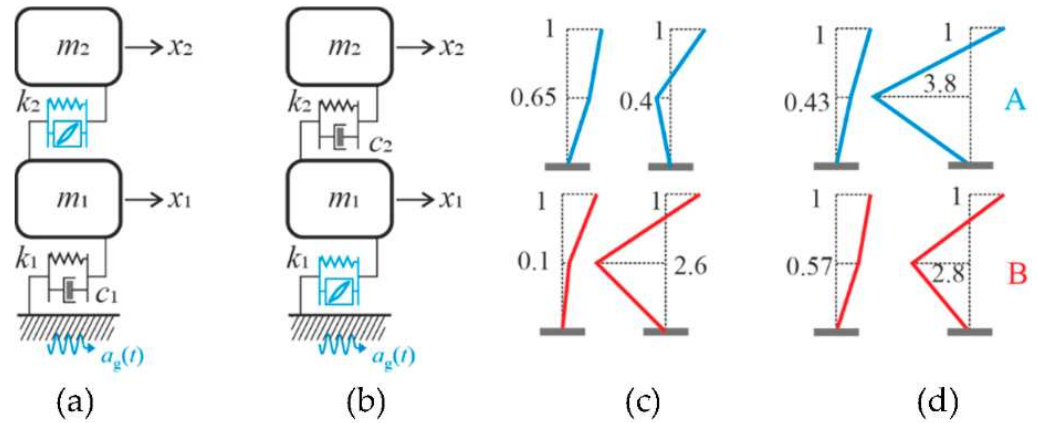 m2 → x2
k2
m1 → x1
k1 c1
ag(t)
(a)
m2 → x2
k2 c2
m1 → x1
k1
ag(t)
(b)
1 1
0.65 0.4
1 1
0.1 2.6
(c)
1 1
0.43 3.8 A
1 1
0.57 2.8 B
(d)